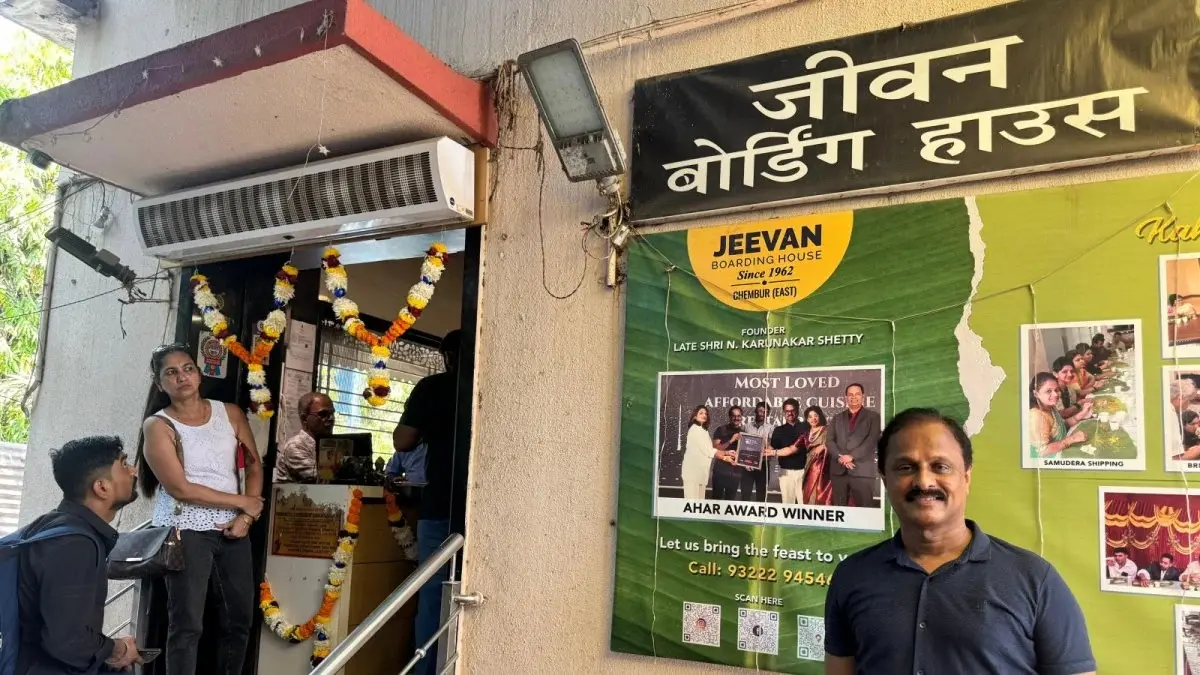 जीवन
बोर्डिंग हाउस
JEEVAN
BOARDING HOUSE
Since 1962
CHEMBUR (EAST)
FOUNDER
LATE SHRI N. KARUNAKAR SHETTY
MOST LOVED
AFFORDABLE CUISINE
AHAR AWARD WINNER
Let us bring the feast to
Call: 93222 9454
SCAN HERE
SAMUDERA SHIPPING